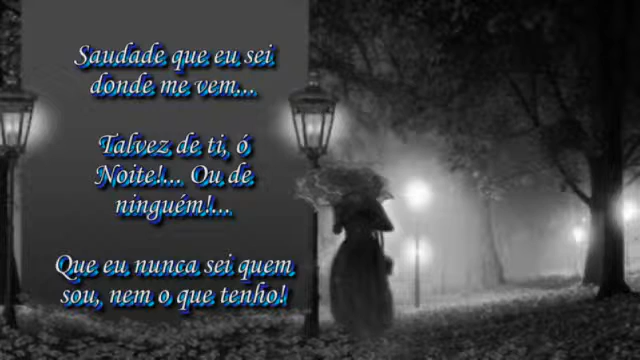 Saudade que eu sei
donde me vem...
Talvez de ti, ó
Noite!... Ou de
ninguém!...
Que eu nunca sei quem
sou, nem o que tenho!